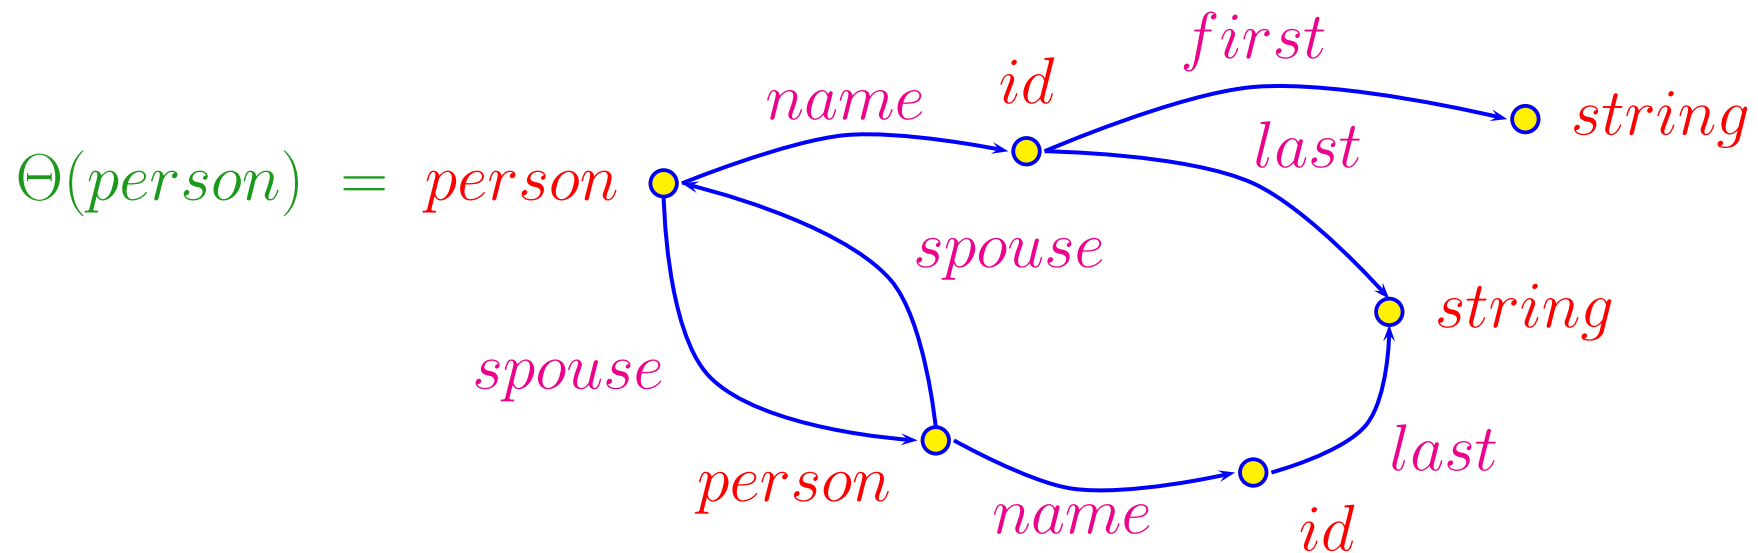 first
id
name
string
last
Θ(person) = person
spouse
string
spouse
last
person
name
id